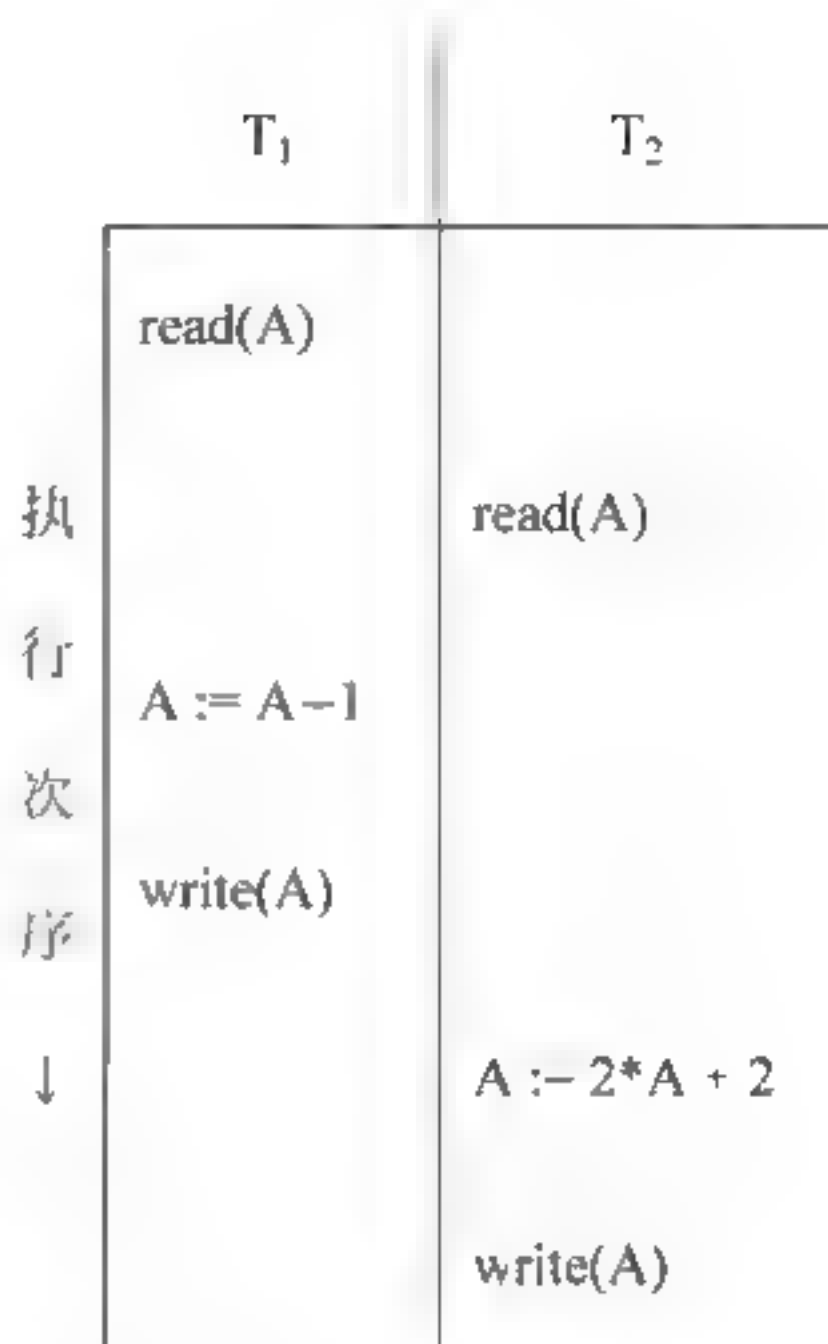 T₁ T₂
read(A)
read(A)
A := A−1
write(A)
A :− 2*A + 2
write(A)
执
行
次
序
↓